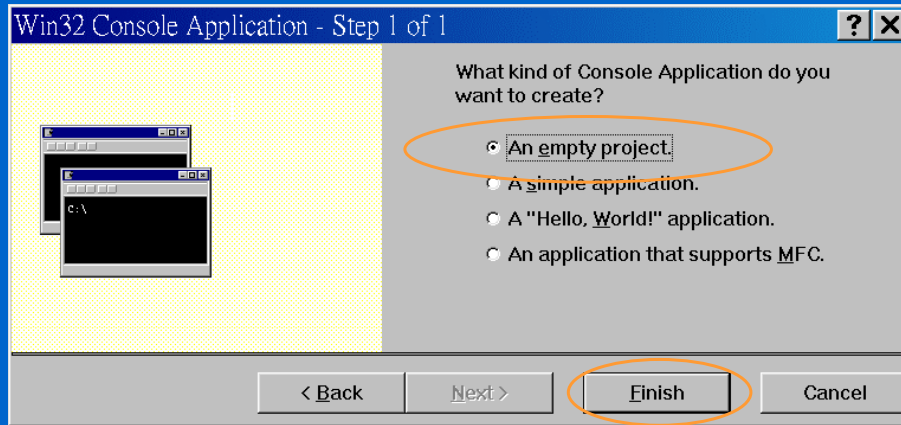 Win32 Console Application - Step 1 of 1
What kind of Console Application do you
want to create?
An empty project.
A simple application.
A "Hello, World!" application.
An application that supports MFC.
C:\
< Back
Next >
Finish
Cancel